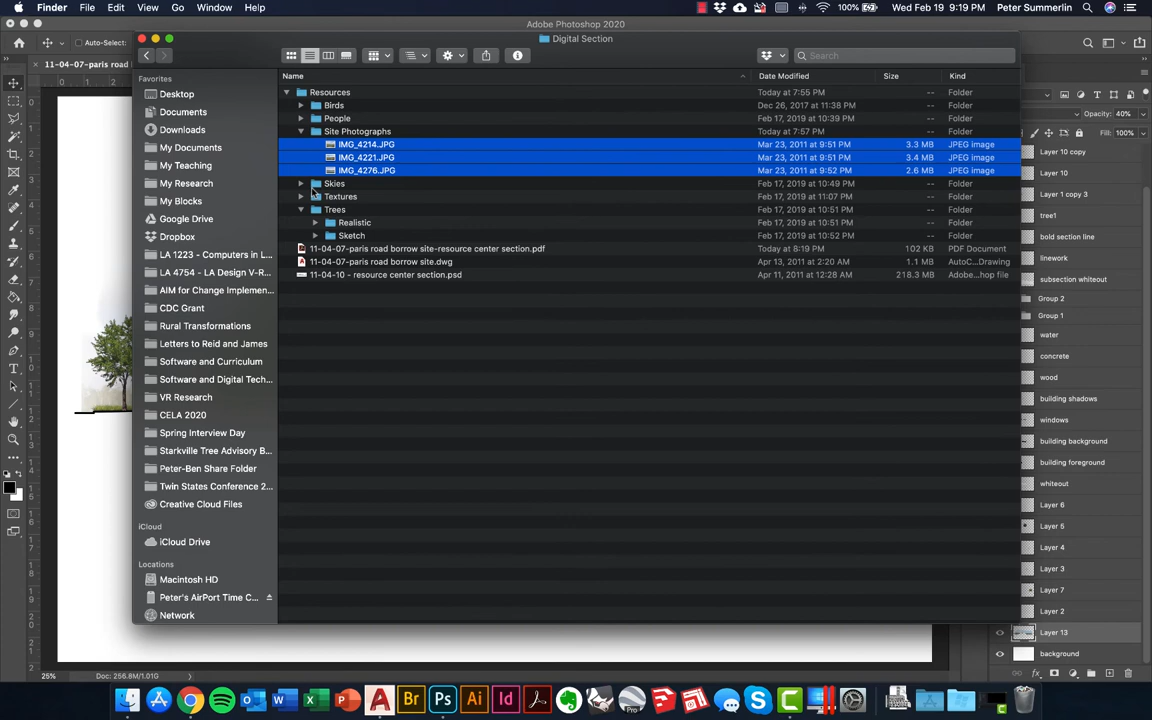 Finder File Edit View Go Window Help 100% Wed Feb 19 9:19 PM Peter Summerlin
Adobe Photoshop 2020
Digital Section
Auto-Select:
11-04-07-paris road
Search
Favorites
Desktop
Documents
Downloads
My Documents
My Teaching
My Research
My Blocks
Google Drive
Dropbox
LA 1223 - Computers in L...
LA 4754 - LA Design V-R...
AIM for Change Implemen...
CDC Grant
Rural Transformations
Letters to Reid and James
Software and Curriculum
Software and Digital Tech...
VR Research
CELA 2020
Spring Interview Day
Starkville Tree Advisory B...
Peter-Ben Share Folder
Twin States Conference 2...
Creative Cloud Files
iCloud
iCloud Drive
Locations
Macintosh HD
Peter's AirPort Time C...
Network
Name Date Modified Size Kind
Resources Today at 7:55 PM -- Folder
Birds Dec 26, 2017 at 11:38 PM -- Folder
People Feb 17, 2019 at 10:39 PM -- Folder
Site Photographs Today at 7:57 PM -- Folder
IMG_4214.JPG Mar 23, 2011 at 9:51 PM 3.3 MB JPEG image
IMG_4221.JPG Mar 23, 2011 at 9:51 PM 3.4 MB JPEG image
IMG_4276.JPG Mar 23, 2011 at 9:52 PM 2.6 MB JPEG image
Skies Feb 17, 2019 at 10:49 PM -- Folder
Textures Feb 17, 2019 at 11:07 PM -- Folder
Trees Feb 17, 2019 at 10:51 PM -- Folder
Realistic Feb 17, 2019 at 10:51 PM -- Folder
Sketch Feb 17, 2019 at 10:52 PM -- Folder
11-04-07-paris road borrow site-resource center section.pdf Today at 8:19 PM 102 KB PDF Document
11-04-07-paris road borrow site.dwg Apr 13, 2011 at 2:20 AM 1.1 MB AutoC...Drawing
11-04-10 - resource center section.psd Apr 11, 2011 at 12:28 AM 218.3 MB Adobe...hop file
Opacity: 40%
Fill: 100%
Layer 10 copy
Layer 10
Layer 1 copy 3
tree1
bold section line
linework
subsection whiteout
Group 2
Group 1
water
concrete
wood
building shadows
windows
building background
building foreground
whiteout
Layer 6
Layer 5
Layer 4
Layer 3
Layer 7
Layer 2
Layer 13
background
25% Doc: 256.8M/1.01G
Br Ps Ai Id Pro